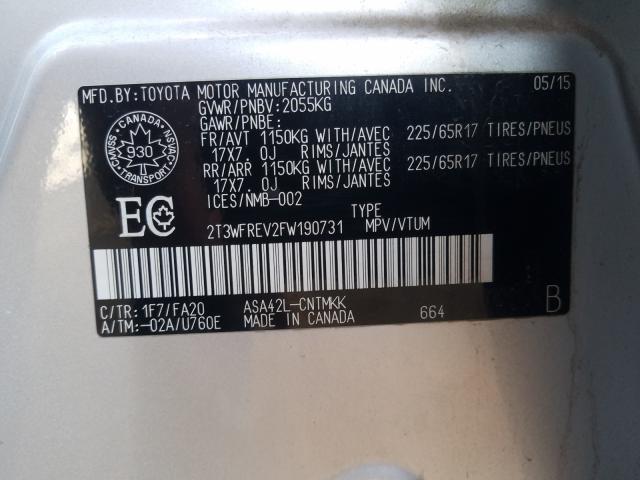 MFD.BY:TOYOTA MOTOR MANUFACTURING CANADA INC. 05/15
GVWR/PNBV:2055KG
GAWR/PNBE:
FR/AVT 1150KG WITH/AVEC 225/65R17 TIRES/PNEUS
17X7.0J RIMS/JANTES
RR/ARR 1150KG WITH/AVEC 225/65R17 TIRES/PNEUS
17X7.0J RIMS/JANTES
ICES/NMB-002
CANADA
CMVSS NSVAC
930
TRANSPORT
EC
TYPE
2T3WFREV2FW190731 MPV/VTUM
C/TR:1F7/FA20 ASA42L-CNTMKK
A/TM:-02A/U760E MADE IN CANADA 664 B